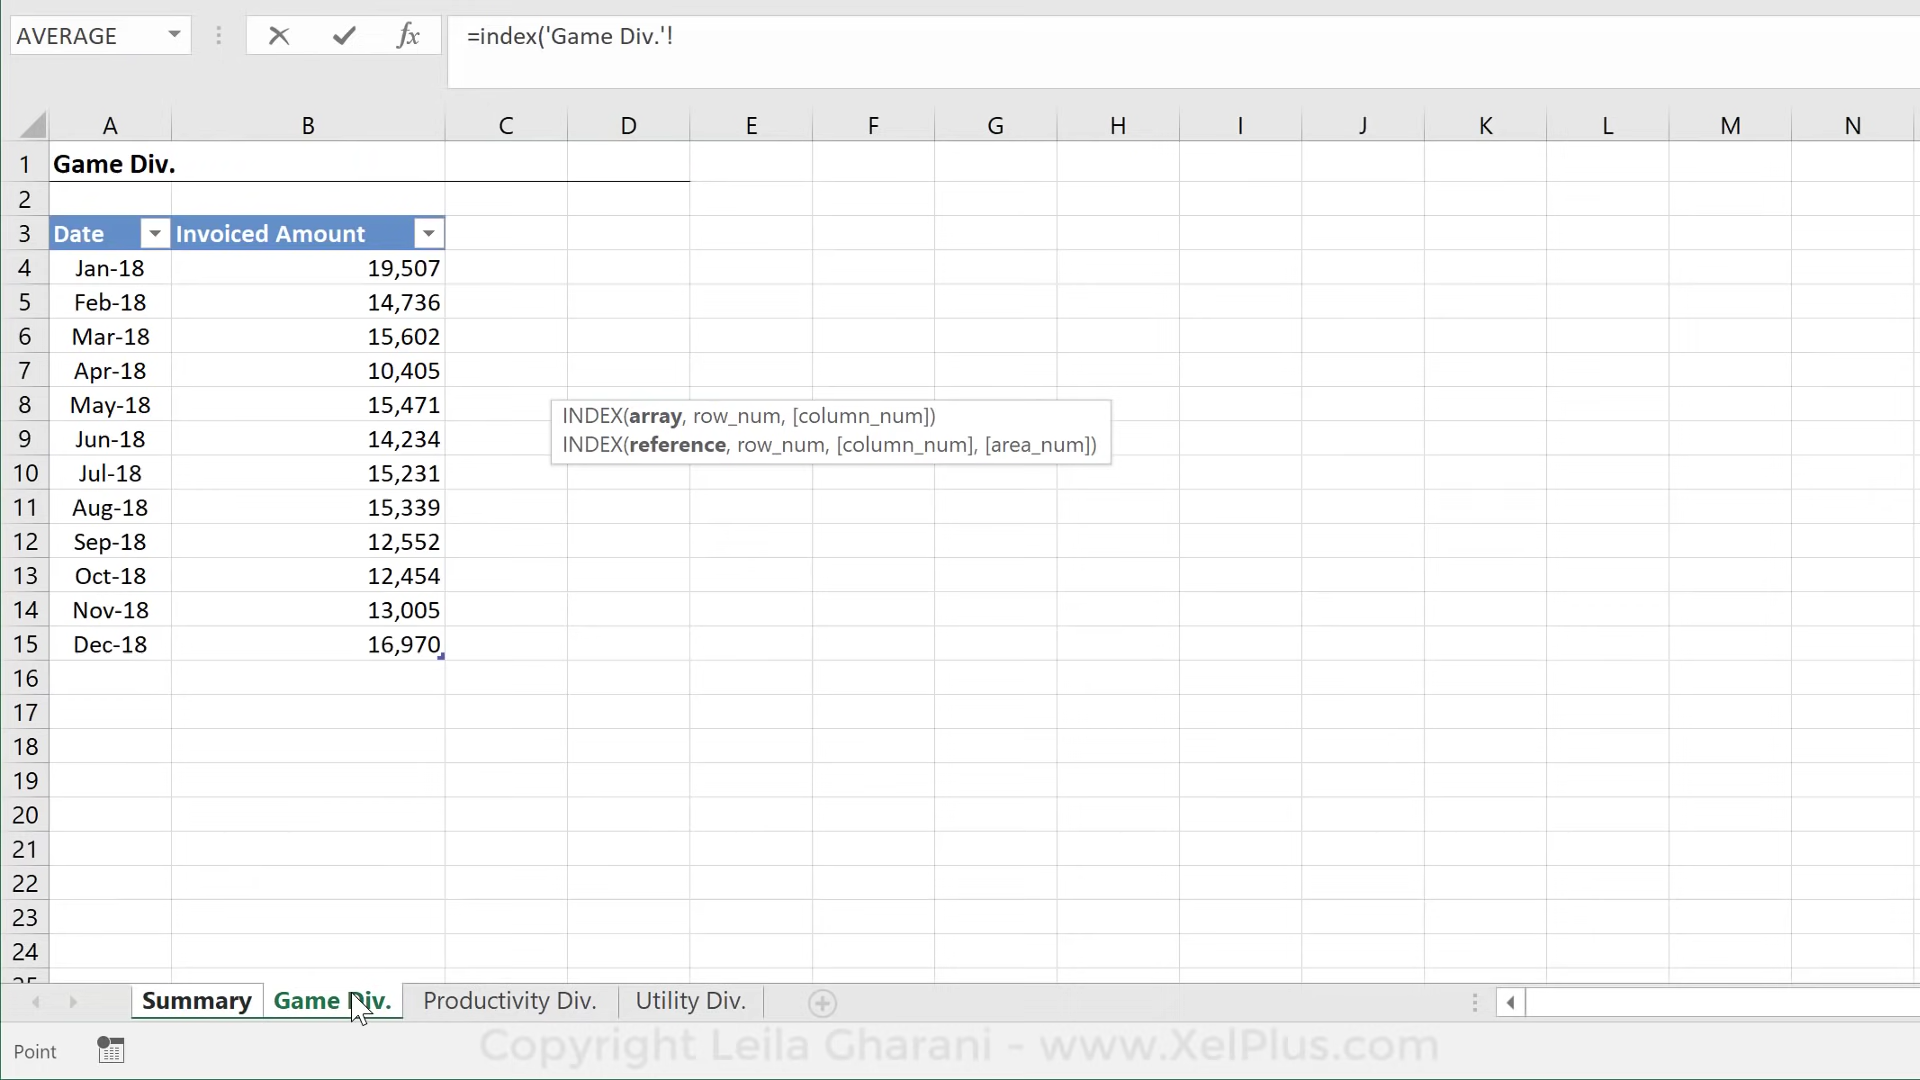 AVERAGE fx =index('Game Div.'!
A B C D E F G H I J K L M N
1 Game Div.
2
3 Date Invoiced Amount
4 Jan-18 19,507
5 Feb-18 14,736
6 Mar-18 15,602
7 Apr-18 10,405
8 May-18 15,471
INDEX(array, row_num, [column_num])
9 Jun-18 14,234
INDEX(reference, row_num, [column_num], [area_num])
10 Jul-18 15,231
11 Aug-18 15,339
12 Sep-18 12,552
13 Oct-18 12,454
14 Nov-18 13,005
15 Dec-18 16,970
16
17
18
19
20
21
22
23
24
Summary Game Div. Productivity Div. Utility Div.
Point
Copyright Leila Gharani - www.XelPlus.com